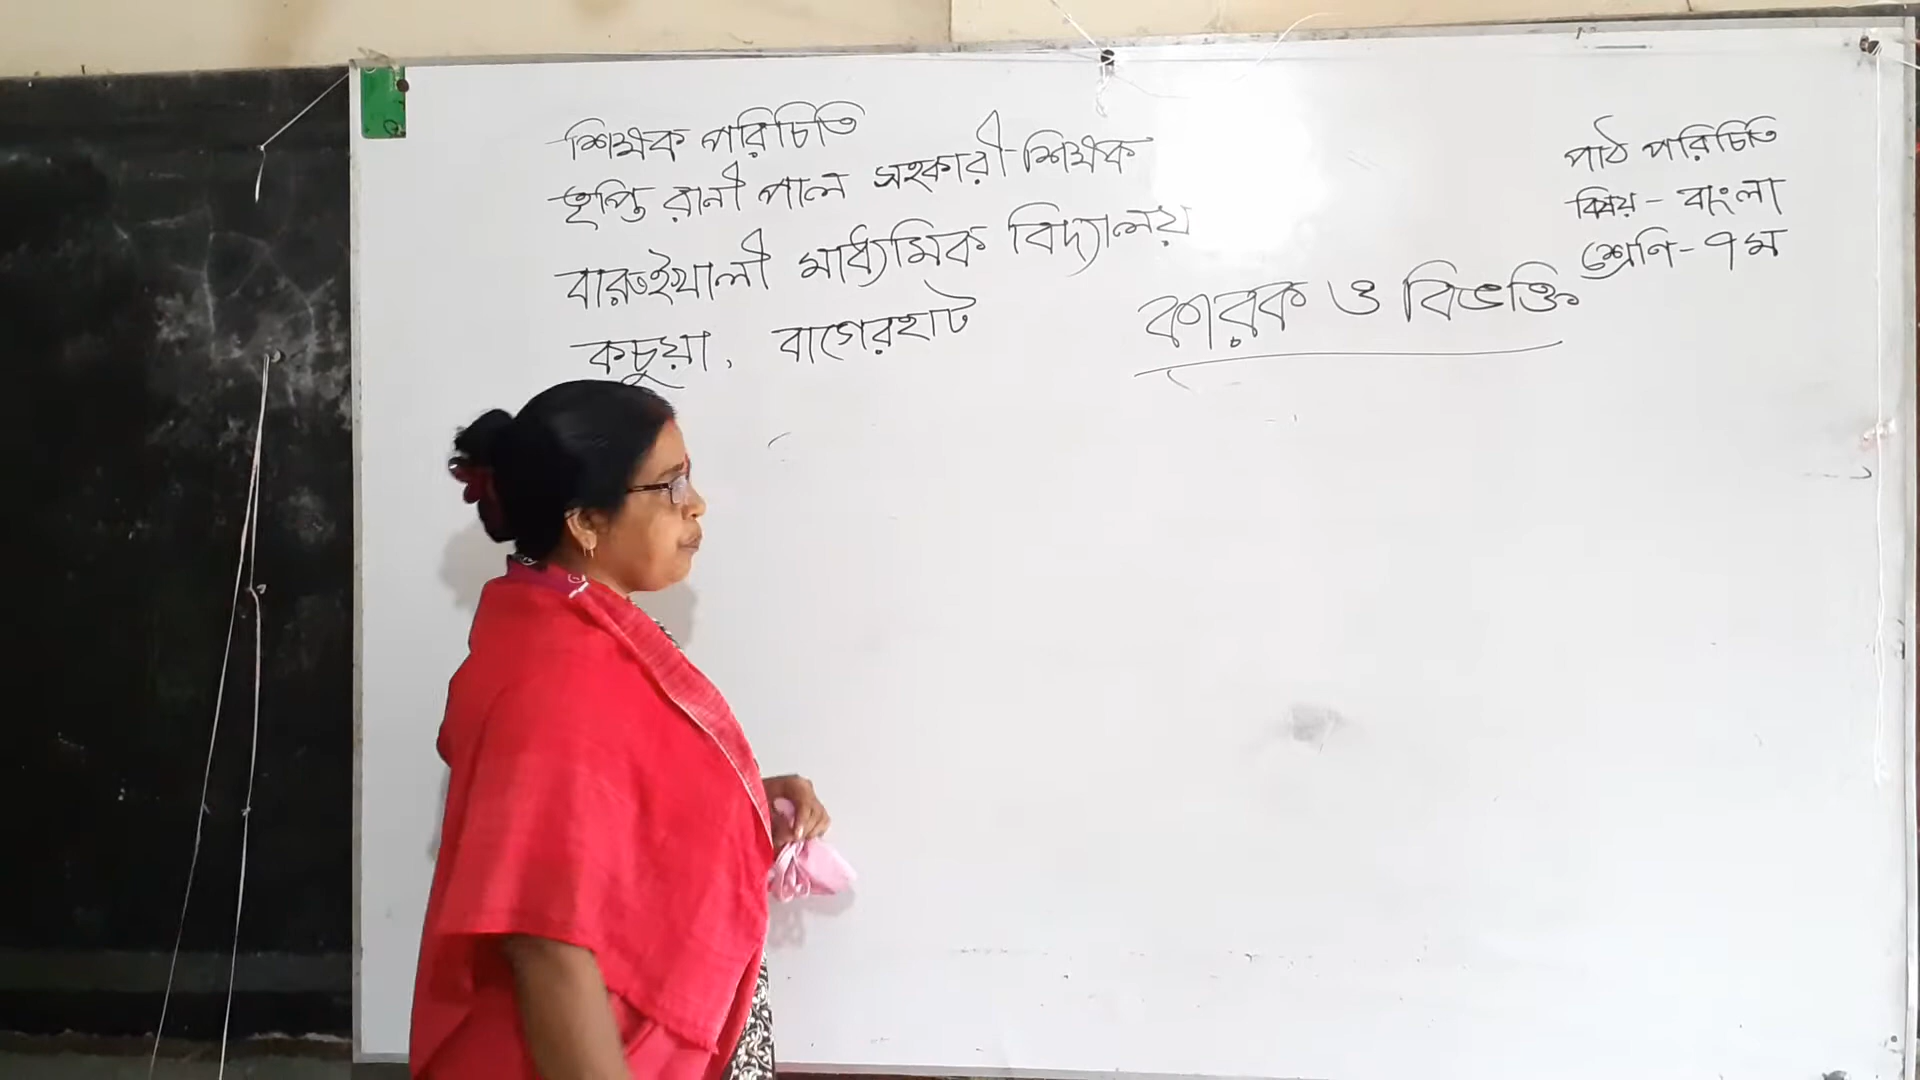 শিক্ষক পরিচিতি
তৃপ্তি রানী পাল সহকারী শিক্ষক
বারুইখালী মাধ্যমিক বিদ্যালয়
কচুয়া, বাগেরহাট
কারক ও বিভক্তি
পাঠ পরিচিতি
বিষয় - বাংলা
শ্রেণি - ৭ম